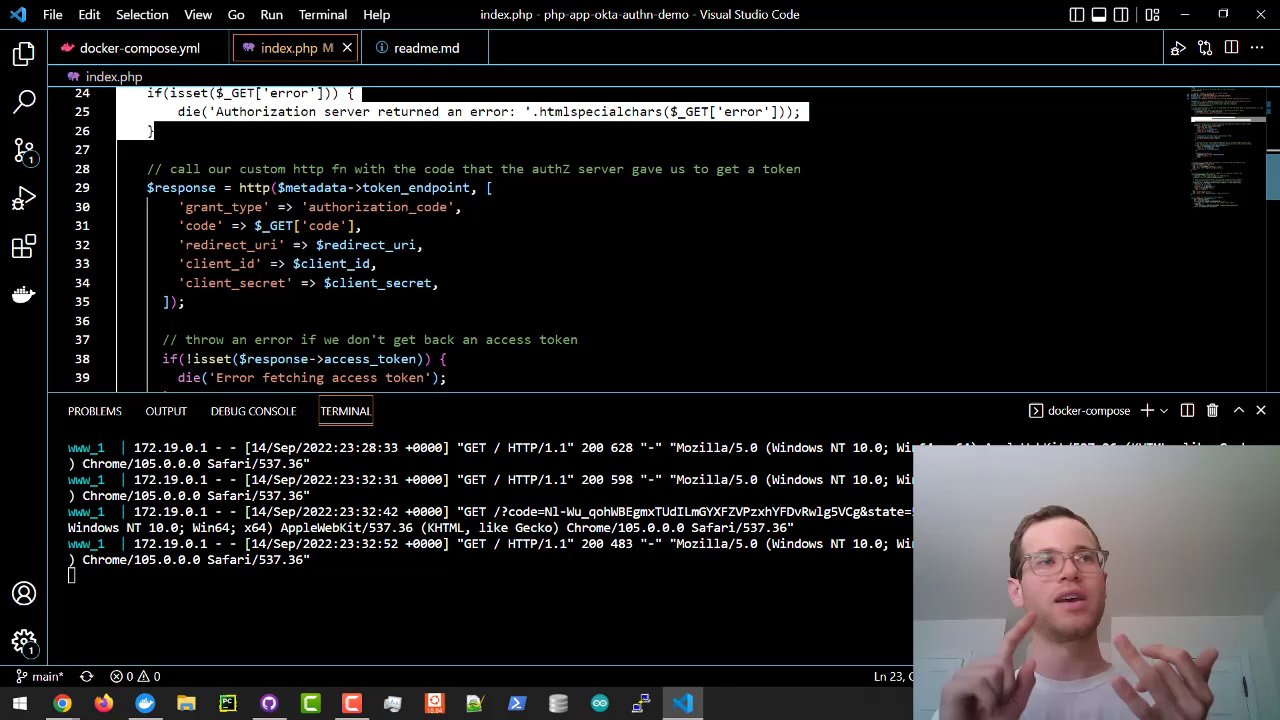 File Edit Selection View Go Run Terminal Help index.php - php-app-okta-authn-demo - Visual Studio Code
docker-compose.yml index.php M readme.md
index.php
24 if(isset($_GET['error'])) {
25 die('Authorization server returned an error: '.htmlspecialchars($_GET['error']));
26 }
27
28 // call our custom http fn with the code that the authZ server gave us to get a token
29 $response = http($metadata->token_endpoint, [
30 'grant_type' => 'authorization_code',
31 'code' => $_GET['code'],
32 'redirect_uri' => $redirect_uri,
33 'client_id' => $client_id,
34 'client_secret' => $client_secret,
35 ]);
36
37 // throw an error if we don't get back an access token
38 if(!isset($response->access_token)) {
39 die('Error fetching access token');
PROBLEMS OUTPUT DEBUG CONSOLE TERMINAL docker-compose
www_1 | 172.19.0.1 - - [14/Sep/2022:23:28:33 +0000] "GET / HTTP/1.1" 200 628 "-" "Mozilla/5.0 (Windows NT 10.0;
) Chrome/105.0.0.0 Safari/537.36"
www_1 | 172.19.0.1 - - [14/Sep/2022:23:32:31 +0000] "GET / HTTP/1.1" 200 598 "-" "Mozilla/5.0 (Windows NT 10.0;
) Chrome/105.0.0.0 Safari/537.36"
www_1 | 172.19.0.1 - - [14/Sep/2022:23:32:42 +0000] "GET /?code=Nl-Wu_qohWBEgmxTUdILmGYXFZVPzxhYFDvRwlg5VCg&state=
Windows NT 10.0; Win64; x64) AppleWebKit/537.36 (KHTML, like Gecko) Chrome/105.0.0.0 Safari/537.36"
www_1 | 172.19.0.1 - - [14/Sep/2022:23:32:52 +0000] "GET / HTTP/1.1" 200 483 "-" "Mozilla/5.0 (Windows NT 10.0;
) Chrome/105.0.0.0 Safari/537.36"
main* 0 0 Ln 23,